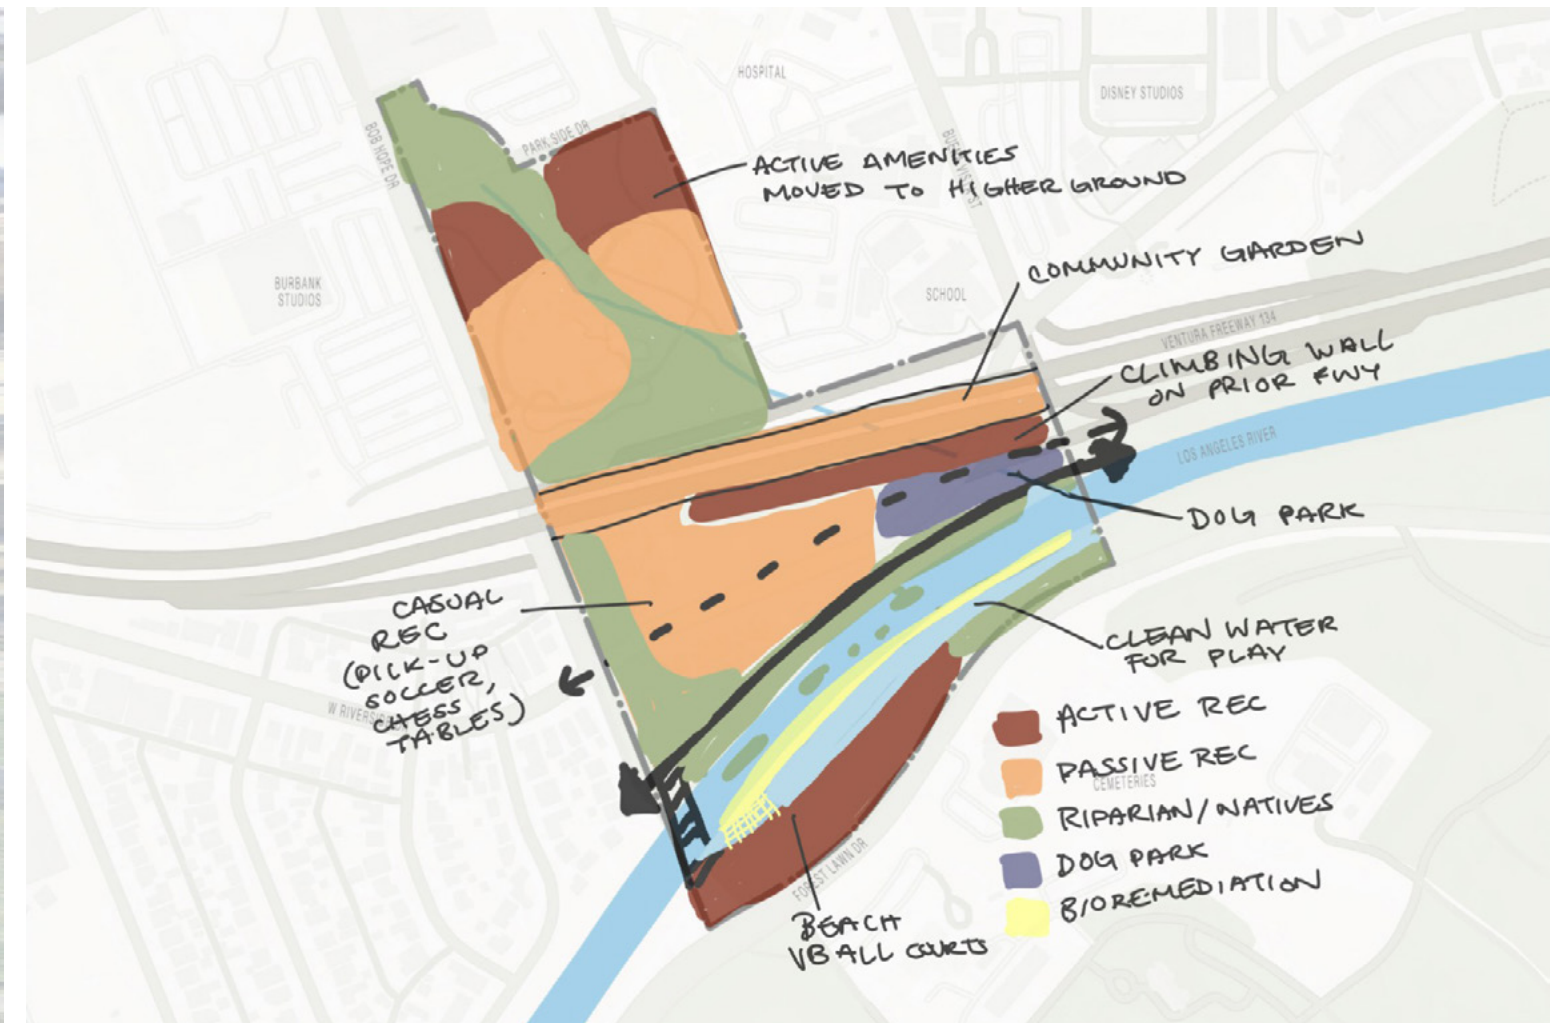 HOSPITAL
DISNEY STUDIOS
BOB HOPE DR
PARK SIDE DR
ACTIVE AMENITIES
MOVED TO HIGHER GROUND
BURBANK
STUDIOS
SCHOOL
COMMUNITY GARDEN
VENTURA FREEWAY 134
CLIMBING WALL
ON PRIOR FWY
LOS ANGELES RIVER
DOG PARK
CASUAL
REC
(PICK-UP
SOCCER,
CHESS
TABLES)
W RIVERSIDE
CLEAN WATER
FOR PLAY
ACTIVE REC
PASSIVE REC
CEMETERIES
RIPARIAN/NATIVES
DOG PARK
BIOREMEDIATION
FOREST LAWN DR
BEACH
VBALL COURTS